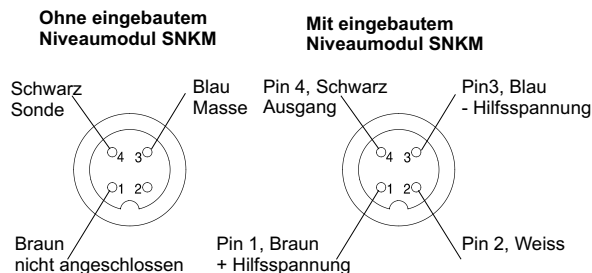 Ohne eingebautem
Niveaumodul SNKM
Schwarz
Sonde
Blau
Masse
4 3
1 2
Braun
nicht angeschlossen
Mit eingebautem
Niveaumodul SNKM
Pin 4, Schwarz
Ausgang
Pin3, Blau
- Hilfsspannung
4 3
1 2
Pin 1, Braun
+ Hilfsspannung
Pin 2, Weiss